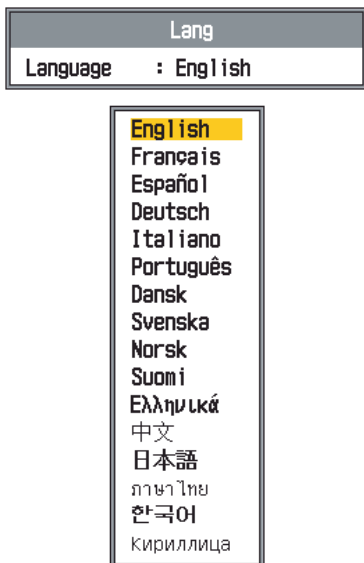 Lang
Language : English
English
Français
Español
Deutsch
Italiano
Português
Dansk
Svenska
Norsk
Suomi
Ελληνικά
中文
日本語
ภาษาไทย
한국어
Кириллица